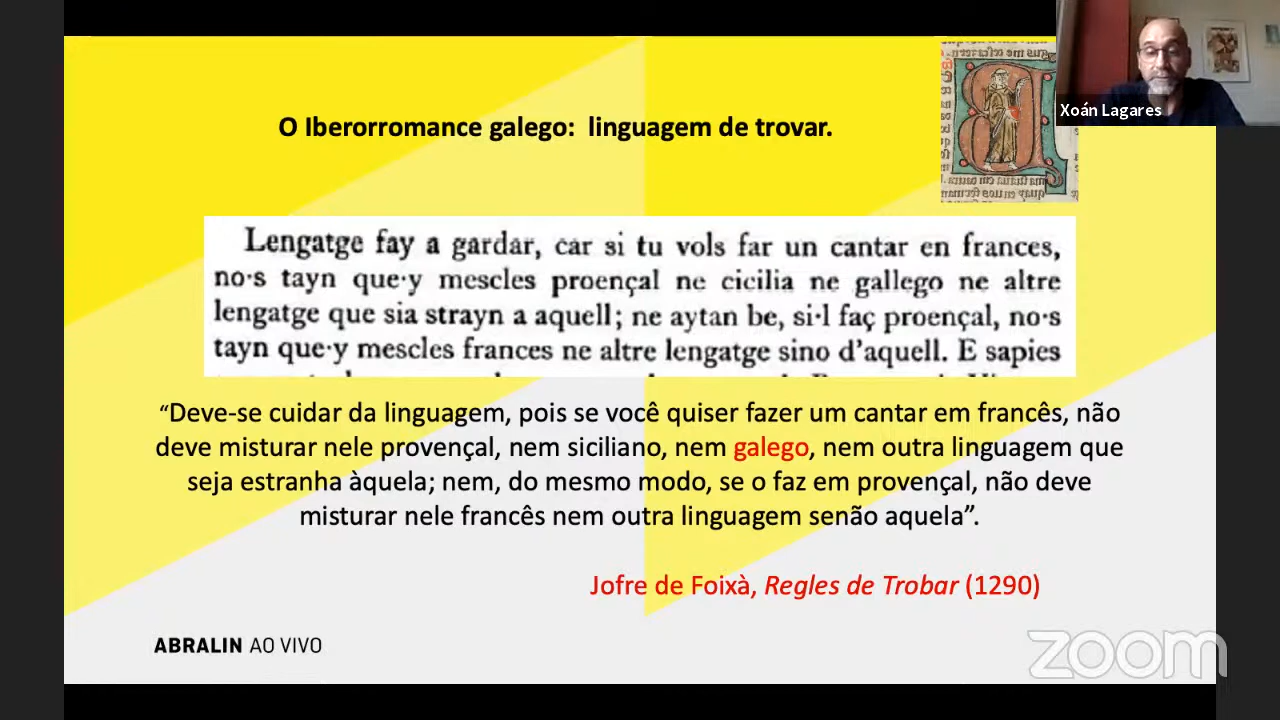 Xoán Lagares
O Iberorromance galego: linguagem de trovar.
Lengatge fay a gardar, car si tu vols far un cantar en frances,
no·s tayn que·y mescles proençal ne cicilia ne gallego ne altre
lengatge que sia strayn a aquell; ne aytan be, si·l faç proençal, no·s
tayn que·y mescles frances ne altre lengatge sino d’aquell. E sapies
“Deve-se cuidar da linguagem, pois se você quiser fazer um cantar em francês, não
deve misturar nele provençal, nem siciliano, nem galego, nem outra linguagem que
seja estranha àquela; nem, do mesmo modo, se o faz em provençal, não deve
misturar nele francês nem outra linguagem senão aquela”.
Jofre de Foixà, Regles de Trobar (1290)
ABRALIN AO VIVO
zoom